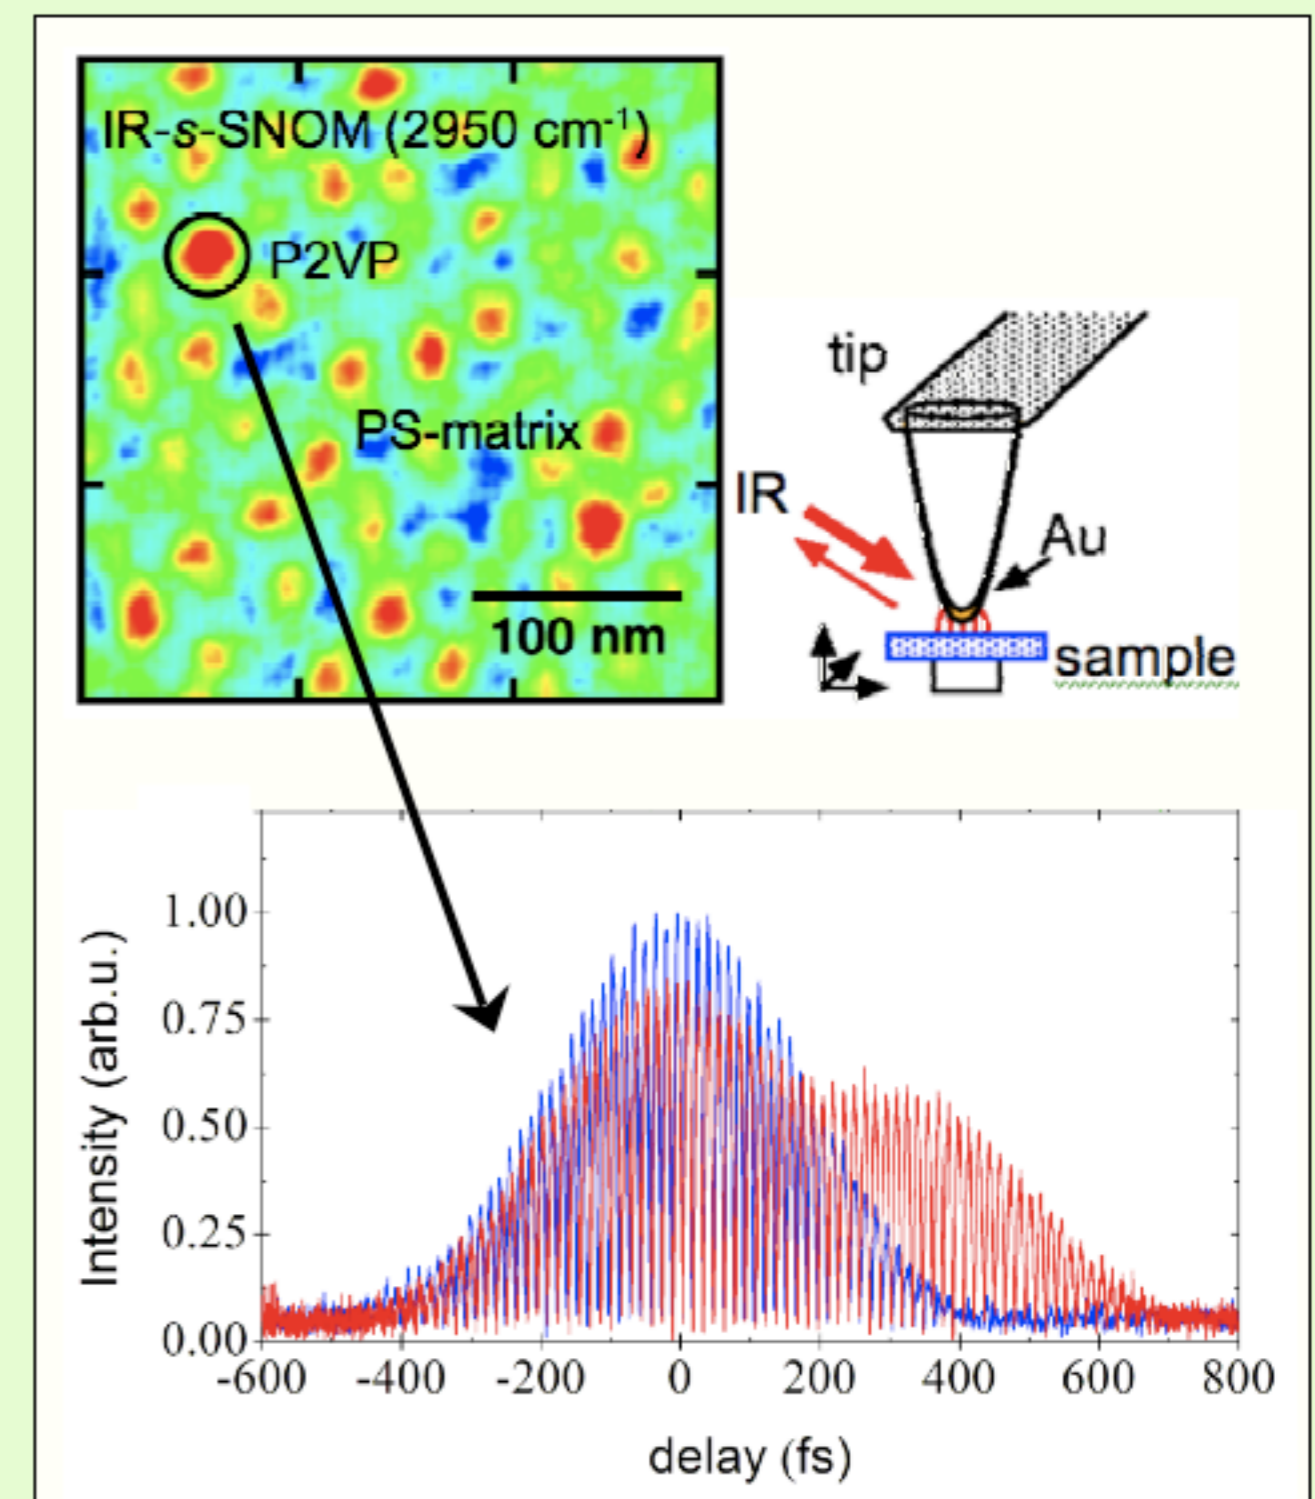 IR-s-SNOM (2950 cm⁻¹)
P2VP
PS-matrix
100 nm
tip
IR
Au
sample
Intensity (arb.u.)
1.00
0.75
0.50
0.25
0.00
-600 -400 -200 0 200 400 600 800
delay (fs)